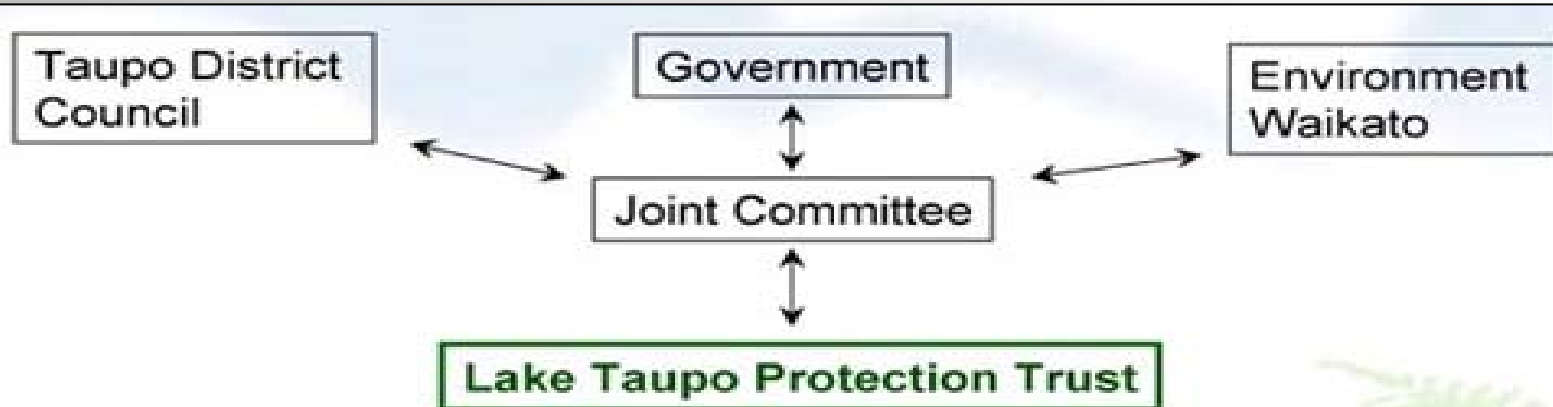 Taupo District
Council
Government
Environment
Waikato
Joint Committee
Lake Taupo Protection Trust